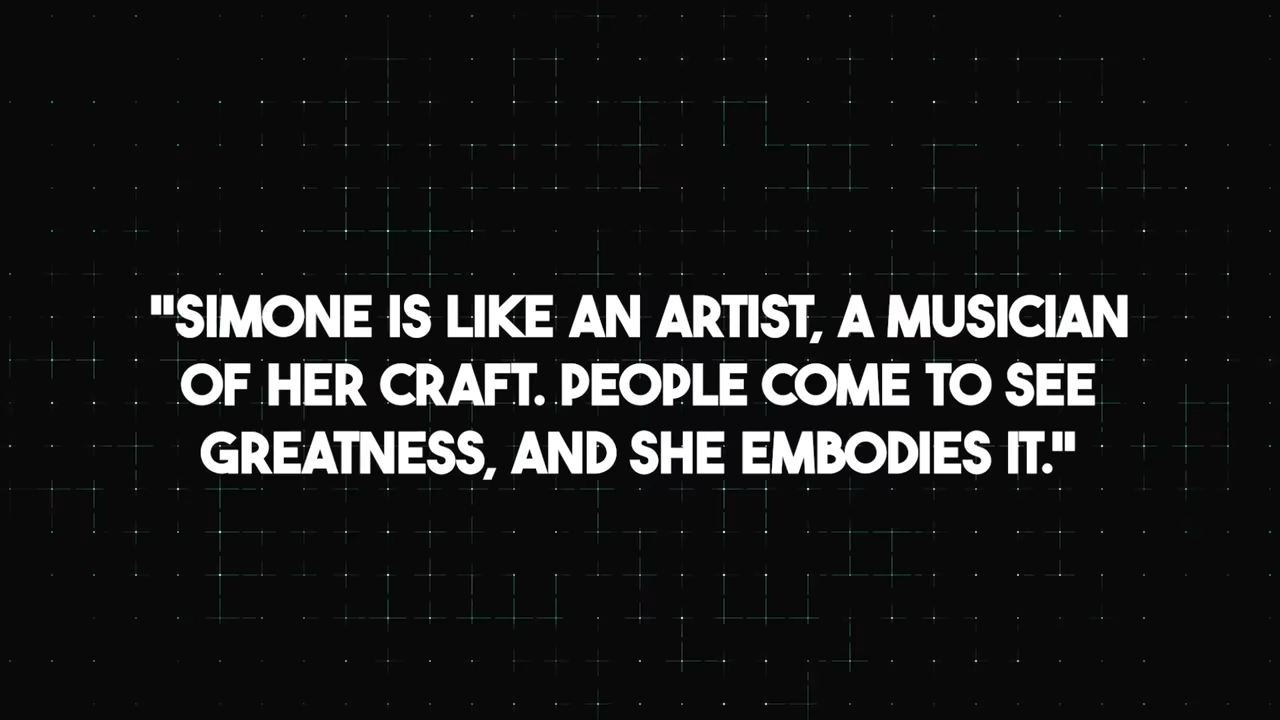 "SIMONE IS LIKE AN ARTIST, A MUSICIAN
OF HER CRAFT. PEOPLE COME TO SEE
GREATNESS, AND SHE EMBODIES IT."